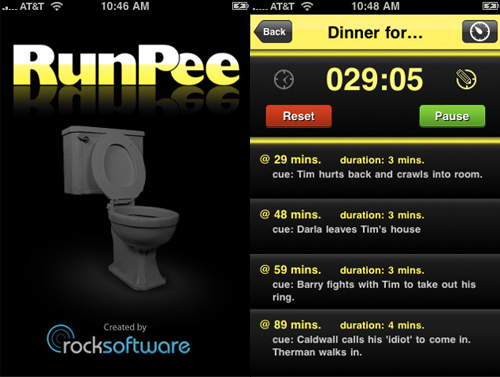 AT&T 10:46 AM
RunPee
Created by
rocksoftware
AT&T 10:48 AM
Back Dinner for…
029:05
Reset Pause
@ 29 mins. duration: 3 mins.
cue: Tim hurts back and crawls into room.
@ 48 mins. duration: 3 mins.
cue: Darla leaves Tim's house
@ 59 mins. duration: 3 mins.
cue: Barry fights with Tim to take out his
ring.
@ 89 mins. duration: 4 mins.
cue: Caldwall calls his 'idiot' to come in.
Therman walks in.